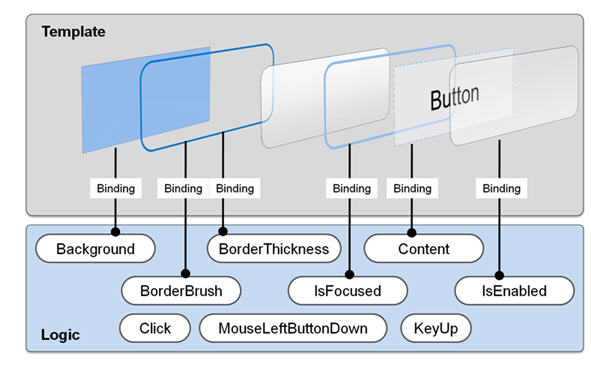 Template
Button
Binding
Binding
Binding
Binding
Binding
Binding
Background
BorderThickness
Content
BorderBrush
IsFocused
IsEnabled
Click
MouseLeftButtonDown
KeyUp
Logic